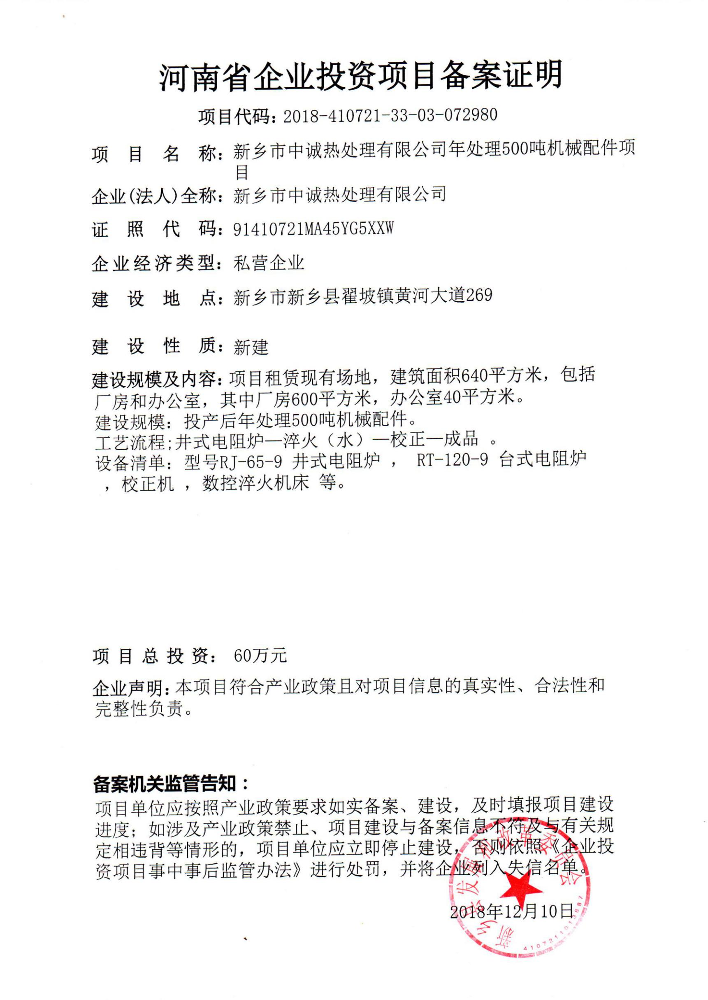 河南省企业投资项目备案证明
项目代码：2018-410721-33-03-072980
项目名称：新乡市中诚热处理有限公司年处理500吨机械配件项
目
企业(法人)全称：新乡市中诚热处理有限公司
证照代码：91410721MA45YG5XXW
企业经济类型：私营企业
建设地点：新乡市新乡县翟坡镇黄河大道269
建设性质：新建
建设规模及内容：项目租赁现有场地，建筑面积640平方米，包括
厂房和办公室，其中厂房600平方米，办公室40平方米。
建设规模：投产后年处理500吨机械配件。
工艺流程;井式电阻炉—淬火（水）—校正—成品 。
设备清单：型号RJ-65-9 井式电阻炉 ， RT-120-9 台式电阻炉
，校正机 ，数控淬火机床 等。
项目总投资： 60万元
企业声明：本项目符合产业政策且对项目信息的真实性、合法性和
完整性负责。
备案机关监管告知：
项目单位应按照产业政策要求如实备案、建设，及时填报项目建设
进度；如涉及产业政策禁止、项目建设与备案信息不符及与有关规
定相违背等情形的，项目单位应立即停止建设，否则依照《企业投
资项目事中事后监管办法》进行处罚，并将企业列入失信名单。
2018年12月10日
新乡县发展和改革委员会
4107211013887